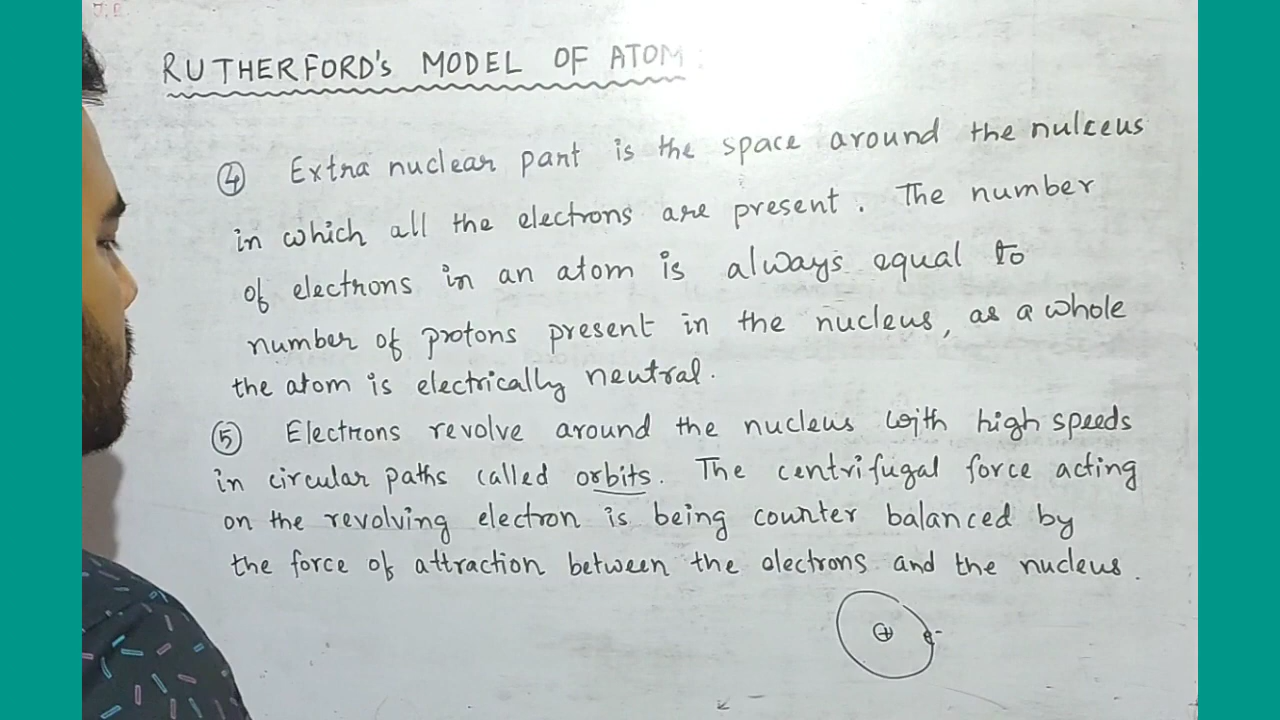 J.B.
RUTHERFORD's MODEL OF ATOM:
④ Extra nuclear part is the space around the nulceus
in which all the electrons are present. The number
of electrons in an atom is always equal to
number of protons present in the nucleus, as a whole
the atom is electrically neutral.
⑤ Electrons revolve around the nucleus with high speeds
in circular paths called orbits. The centrifugal force acting
on the revolving electron is being counter balanced by
the force of attraction between the electrons and the nucleus.
+ e-